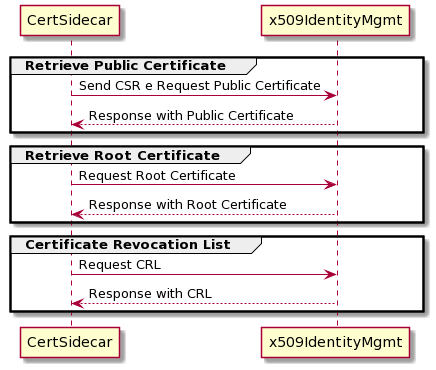 CertSidecar x509IdentityMgmt
Retrieve Public Certificate
Send CSR e Request Public Certificate
Response with Public Certificate
Retrieve Root Certificate
Request Root Certificate
Response with Root Certificate
Certificate Revocation List
Request CRL
Response with CRL
CertSidecar x509IdentityMgmt